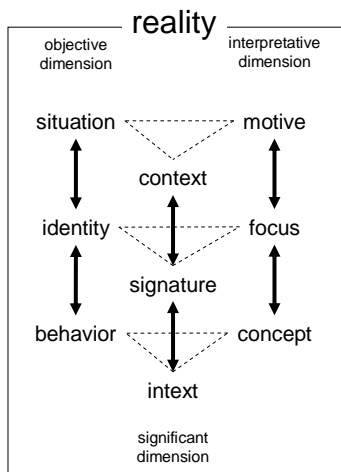 reality
objective interpretative
dimension dimension
situation motive
context
identity focus
signature
behavior concept
intext
significant
dimension